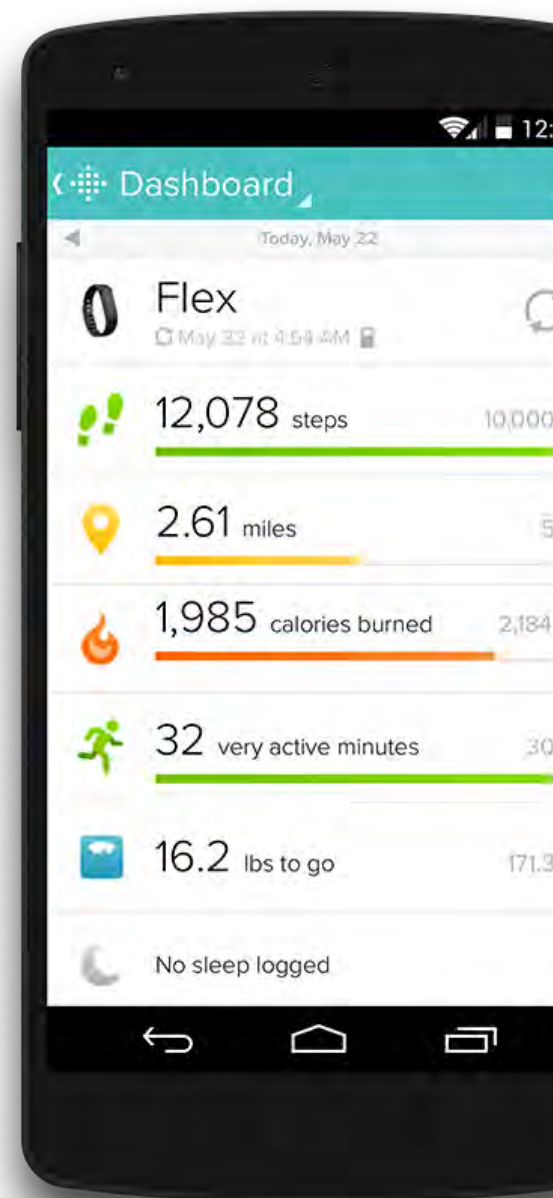 12:
Dashboard
Today, May 22
Flex
May 22 at 4:54 AM
12,078 steps 10,000
2.61 miles 5
1,985 calories burned 2,184
32 very active minutes 30
16.2 lbs to go 171.3
No sleep logged